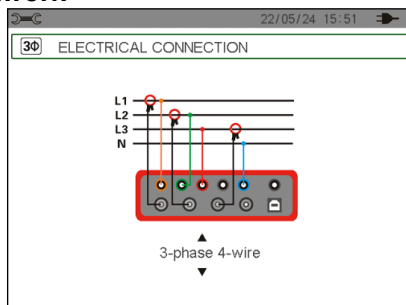 22/05/24 15:51
3Φ ELECTRICAL CONNECTION
L1
L2
L3
N
3-phase 4-wire